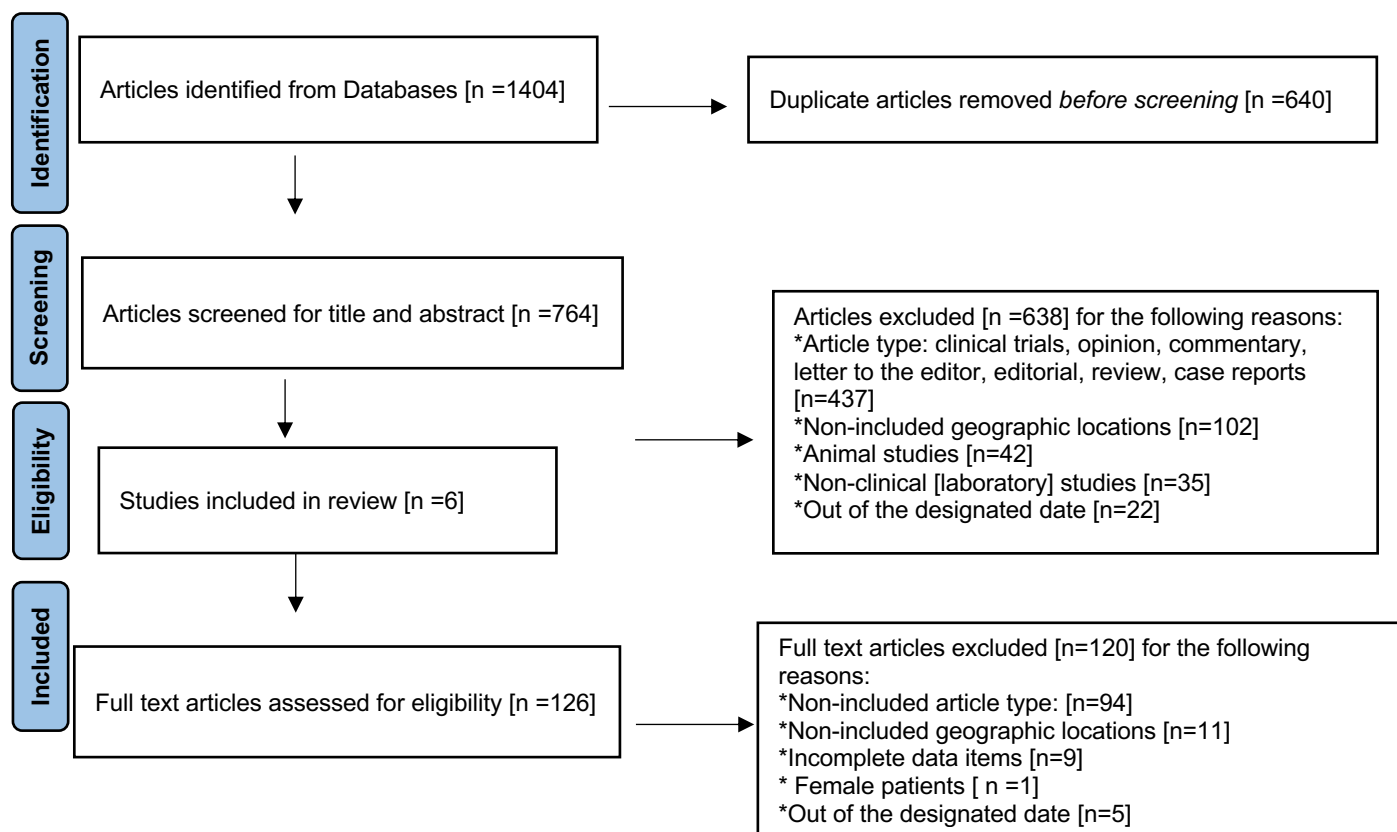 Identification
Articles identified from Databases [n =1404]
Duplicate articles removed before screening [n =640]
Screening
Articles screened for title and abstract [n =764]
Articles excluded [n =638] for the following reasons:
*Article type: clinical trials, opinion, commentary,
letter to the editor, editorial, review, case reports
[n=437]
*Non-included geographic locations [n=102]
*Animal studies [n=42]
*Non-clinical [laboratory] studies [n=35]
*Out of the designated date [n=22]
Eligibility
Studies included in review [n =6]
Included
Full text articles assessed for eligibility [n =126]
Full text articles excluded [n=120] for the following
reasons:
*Non-included article type: [n=94]
*Non-included geographic locations [n=11]
*Incomplete data items [n=9]
* Female patients [ n =1]
*Out of the designated date [n=5]